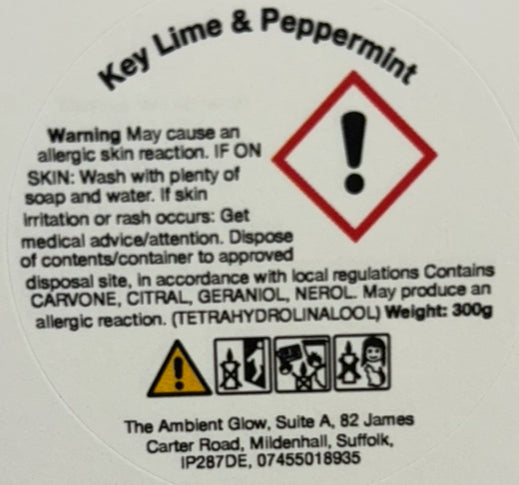 Key Lime & Peppermint
Warning May cause an
allergic skin reaction. IF ON
SKIN: Wash with plenty of
soap and water. If skin
irritation or rash occurs: Get
medical advice/attention. Dispose
of contents/container to approved
disposal site, in accordance with local regulations Contains
CARVONE, CITRAL, GERANIOL, NEROL. May produce an
allergic reaction. (TETRAHYDROLINALOOL) Weight: 300g
The Ambient Glow, Suite A, 82 James
Carter Road, Mildenhall, Suffolk,
IP287DE, 07455018935